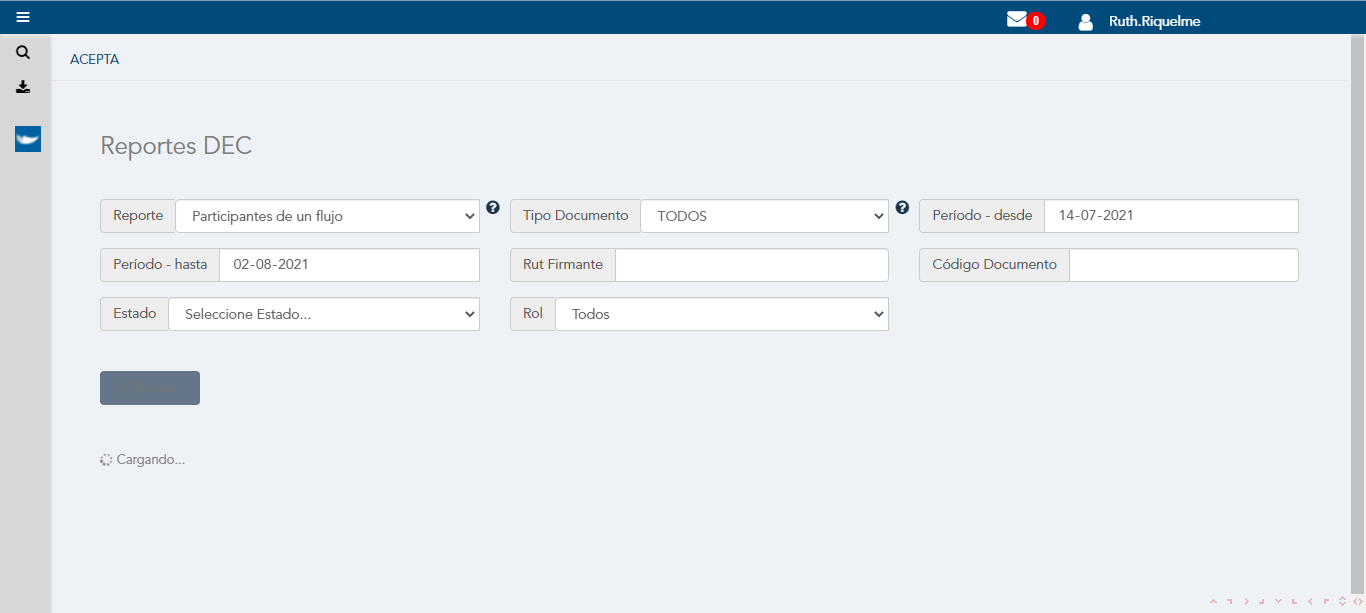 0 Ruth.Riquelme
ACEPTA
Reportes DEC
Reporte Participantes de un flujo Tipo Documento TODOS Período - desde 14-07-2021
Período - hasta 02-08-2021 Rut Firmante Código Documento
Estado Seleccione Estado... Rol Todos
Cargando...